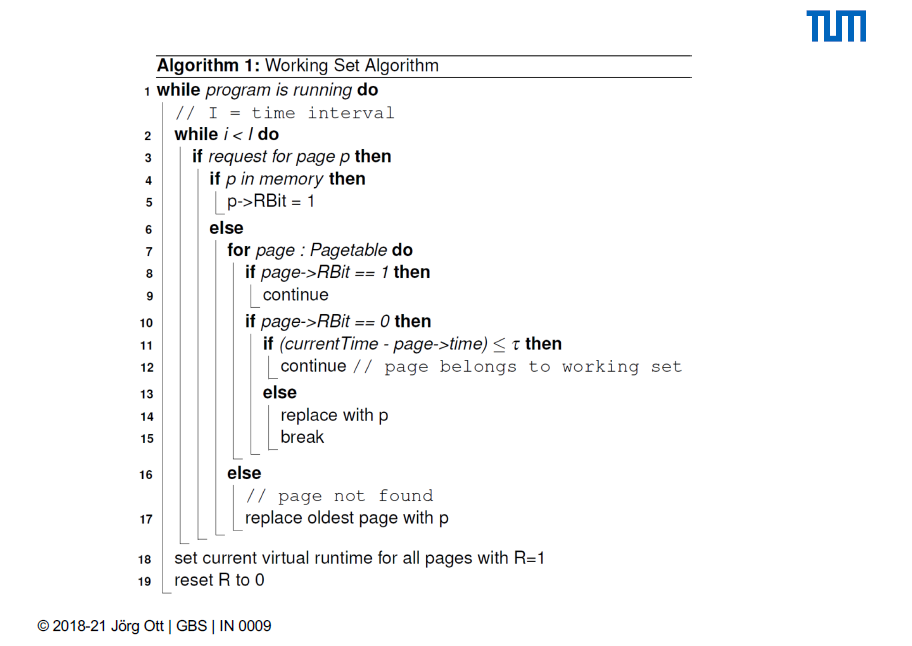 TUM
Algorithm 1: Working Set Algorithm
1 while program is running do
// I = time interval
2 while i < I do
3 if request for page p then
4 if p in memory then
5 p->RBit = 1
6 else
7 for page : Pagetable do
8 if page->RBit == 1 then
9 continue
10 if page->RBit == 0 then
11 if (currentTime - page->time) ≤ τ then
12 continue // page belongs to working set
13 else
14 replace with p
15 break
16 else
// page not found
17 replace oldest page with p
18 set current virtual runtime for all pages with R=1
19 reset R to 0
© 2018-21 Jörg Ott | GBS | IN 0009